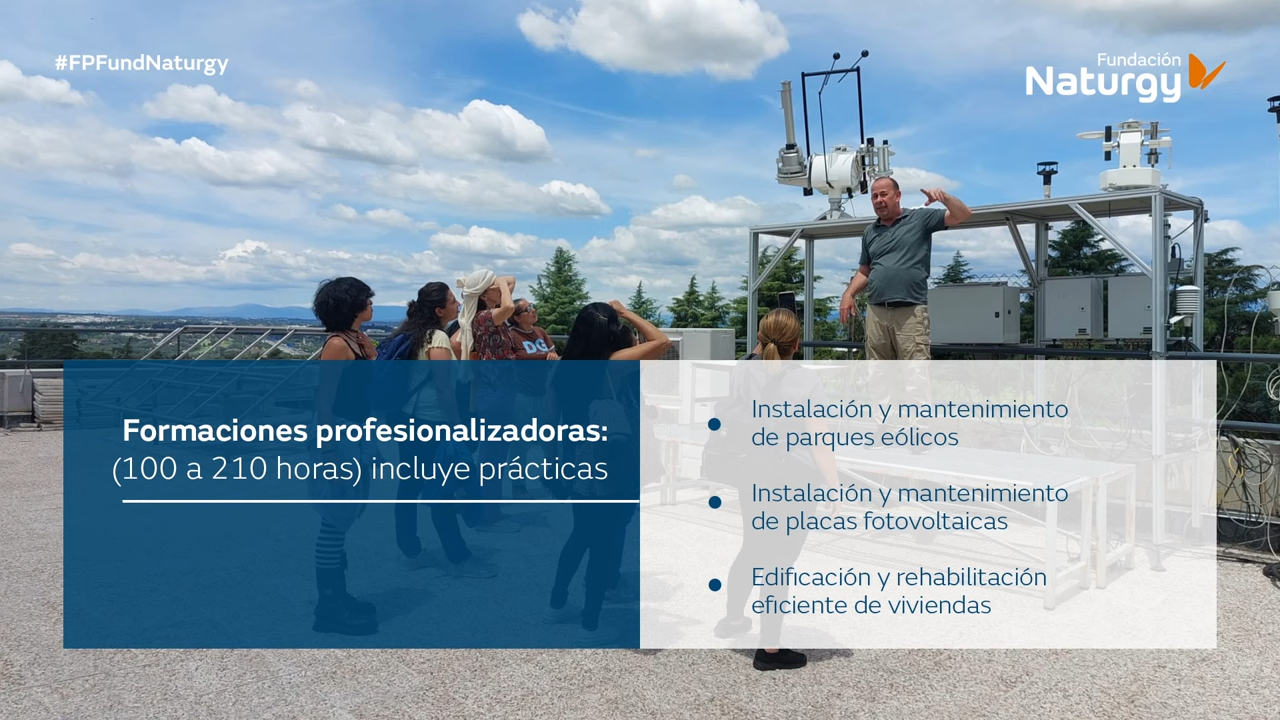 #FPFundNaturgy
Fundación
Naturgy
Formaciones profesionalizadoras:
(100 a 210 horas) incluye prácticas
Instalación y mantenimiento
de parques eólicos
Instalación y mantenimiento
de placas fotovoltaicas
Edificación y rehabilitación
eficiente de viviendas
DG